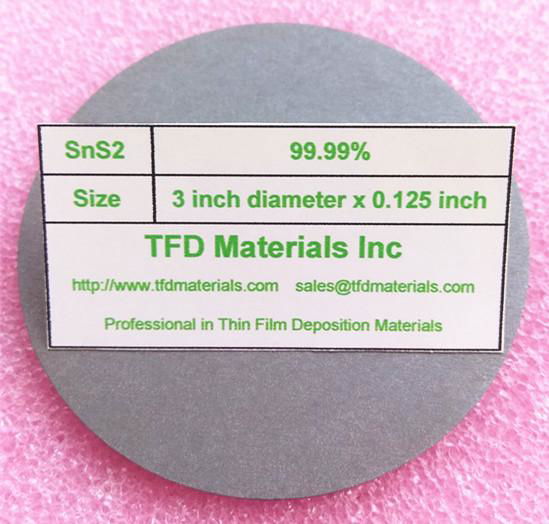 SnS2 99.99%
Size 3 inch diameter x 0.125 inch
TFD Materials Inc
http://www.tfdmaterials.com sales@tfdmaterials.com
Professional in Thin Film Deposition Materials